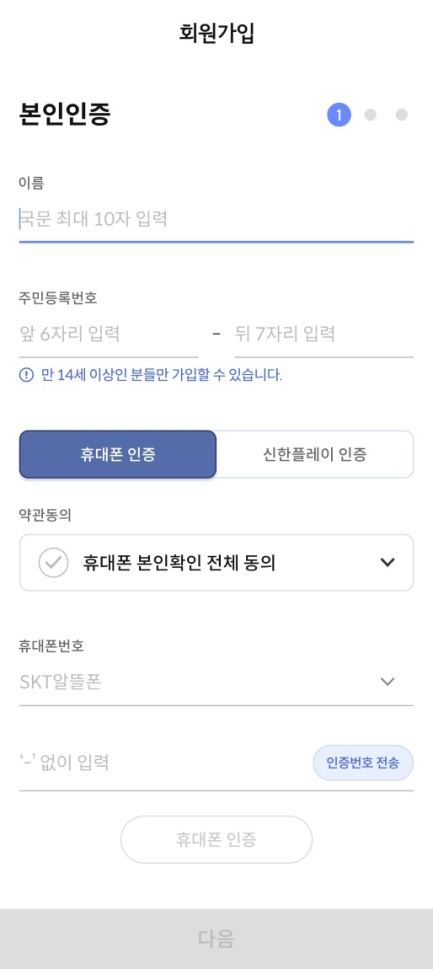 회원가입
본인인증
1
이름
국문 최대 10자 입력
주민등록번호
앞 6자리 입력 - 뒤 7자리 입력
만 14세 이상인 분들만 가입할 수 있습니다.
휴대폰 인증 신한플레이 인증
약관동의
휴대폰 본인확인 전체 동의
휴대폰번호
SKT알뜰폰
'-' 없이 입력 인증번호 전송
휴대폰 인증
다음